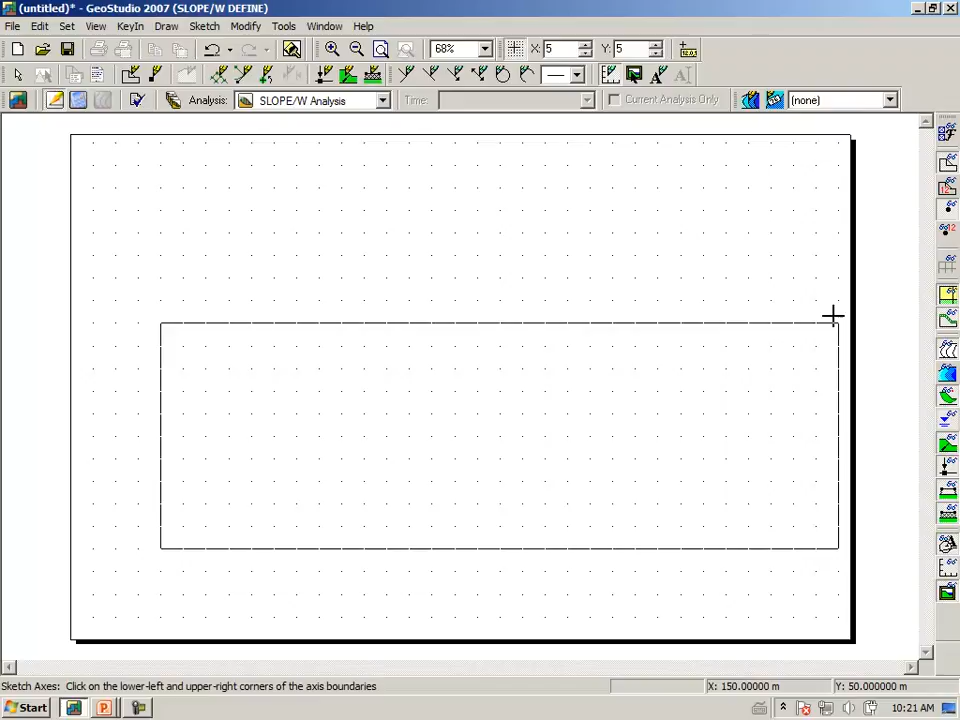 (untitled)* - GeoStudio 2007 (SLOPE/W DEFINE)
File Edit Set View KeyIn Draw Sketch Modify Tools Window Help
68% X: 5 Y: 5
Analysis: SLOPE/W Analysis Time: Current Analysis Only (none)
Sketch Axes: Click on the lower-left and upper-right corners of the axis boundaries X: 150.00000 m Y: 50.000000 m
Start 10:21 AM